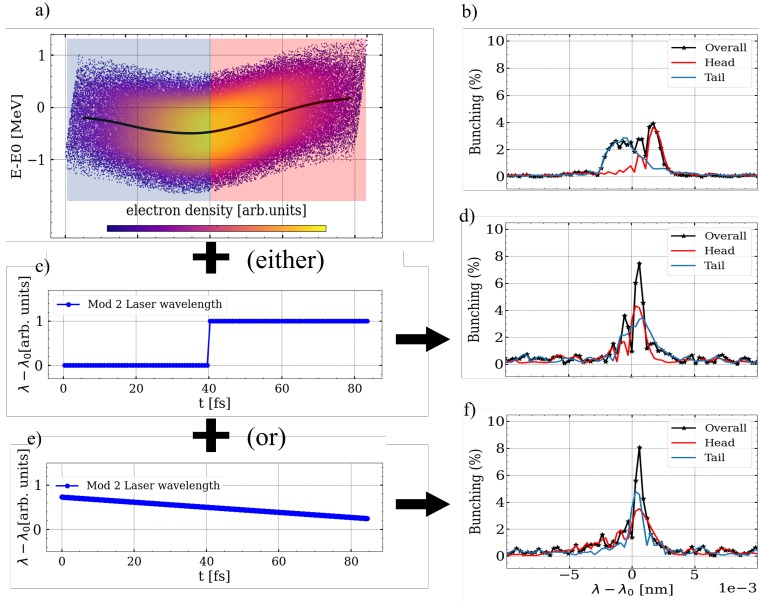 a)
E-E0 [MeV]
1
0
−1
electron density [arb.units]
b)
Bunching (%)
10
8
6
4
2
0
Overall
Head
Tail
+ (either)
c)
λ − λ0[arb. units]
1
0
Mod 2 Laser wavelength
0 20 40 60 80
t [fs]
d)
Bunching (%)
10
8
6
4
2
0
Overall
Head
Tail
+ (or)
e)
λ − λ0[arb. units]
1
0
Mod 2 Laser wavelength
0 20 40 60 80
t [fs]
f)
Bunching (%)
10
8
6
4
2
0
Overall
Head
Tail
−5 0 5
λ − λ0 [nm] 1e−3